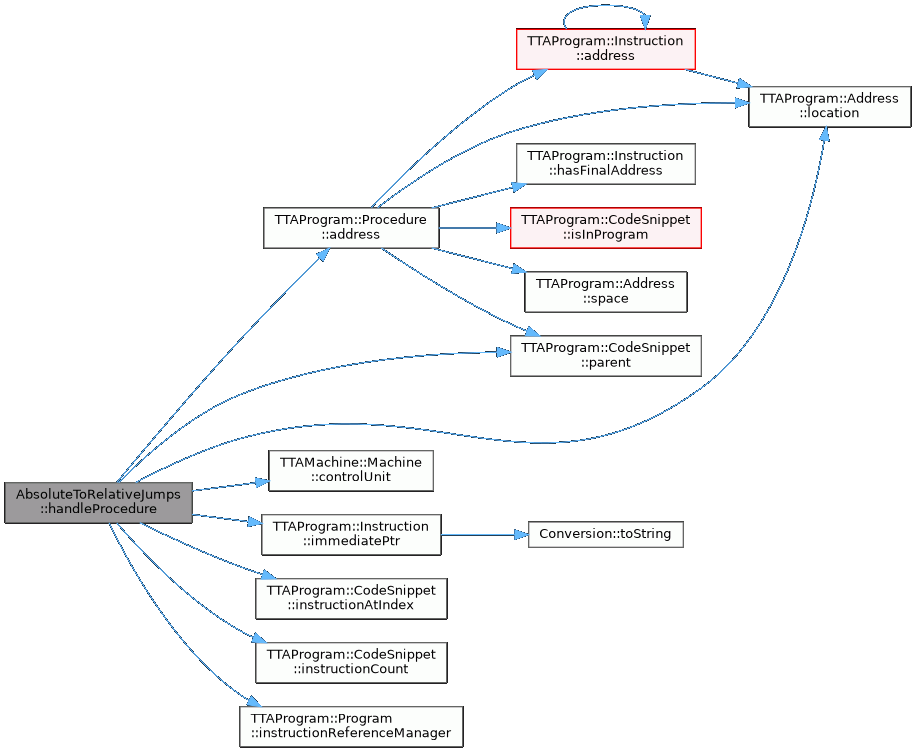 TTAProgram::Instruction
::address
TTAProgram::Address
::location
TTAProgram::Instruction
::hasFinalAddress
TTAProgram::Procedure
::address
TTAProgram::CodeSnippet
::isInProgram
TTAProgram::Address
::space
TTAProgram::CodeSnippet
::parent
TTAMachine::Machine
::controlUnit
AbsoluteToRelativeJumps
::handleProcedure
TTAProgram::Instruction
::immediatePtr
Conversion::toString
TTAProgram::CodeSnippet
::instructionAtIndex
TTAProgram::CodeSnippet
::instructionCount
TTAProgram::Program
::instructionReferenceManager